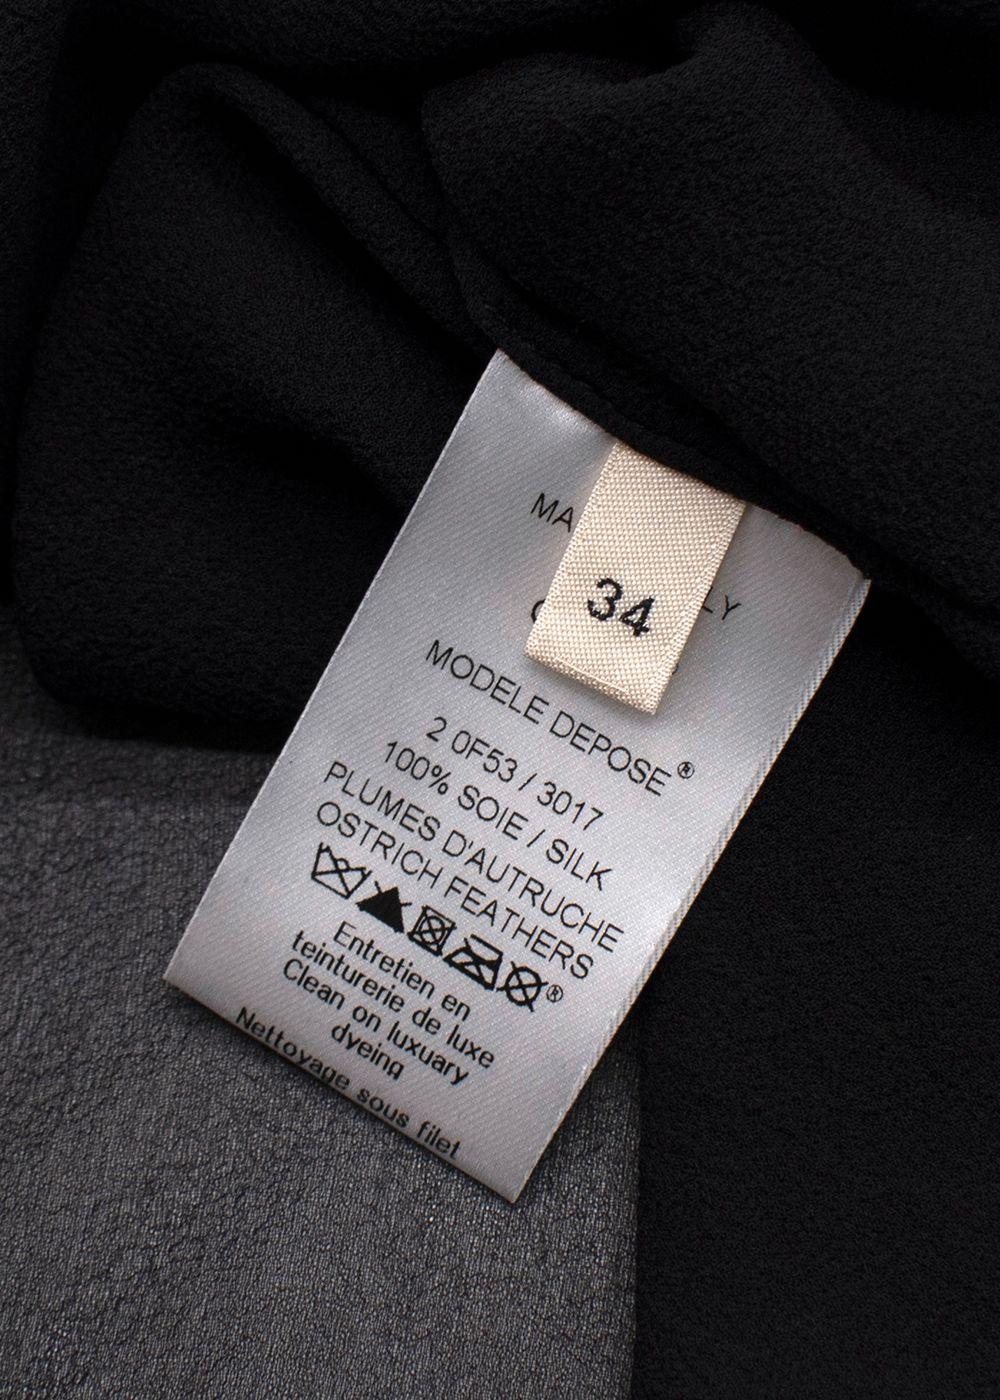 34
MODELE DEPOSE®
2 0F53 / 3017
100% SOIE / SILK
PLUMES D'AUTRUCHE
OSTRICH FEATHERS
®
Entretien en
teinturerie de luxe
Clean on luxuary
dyeing
Nettoyage sous filet